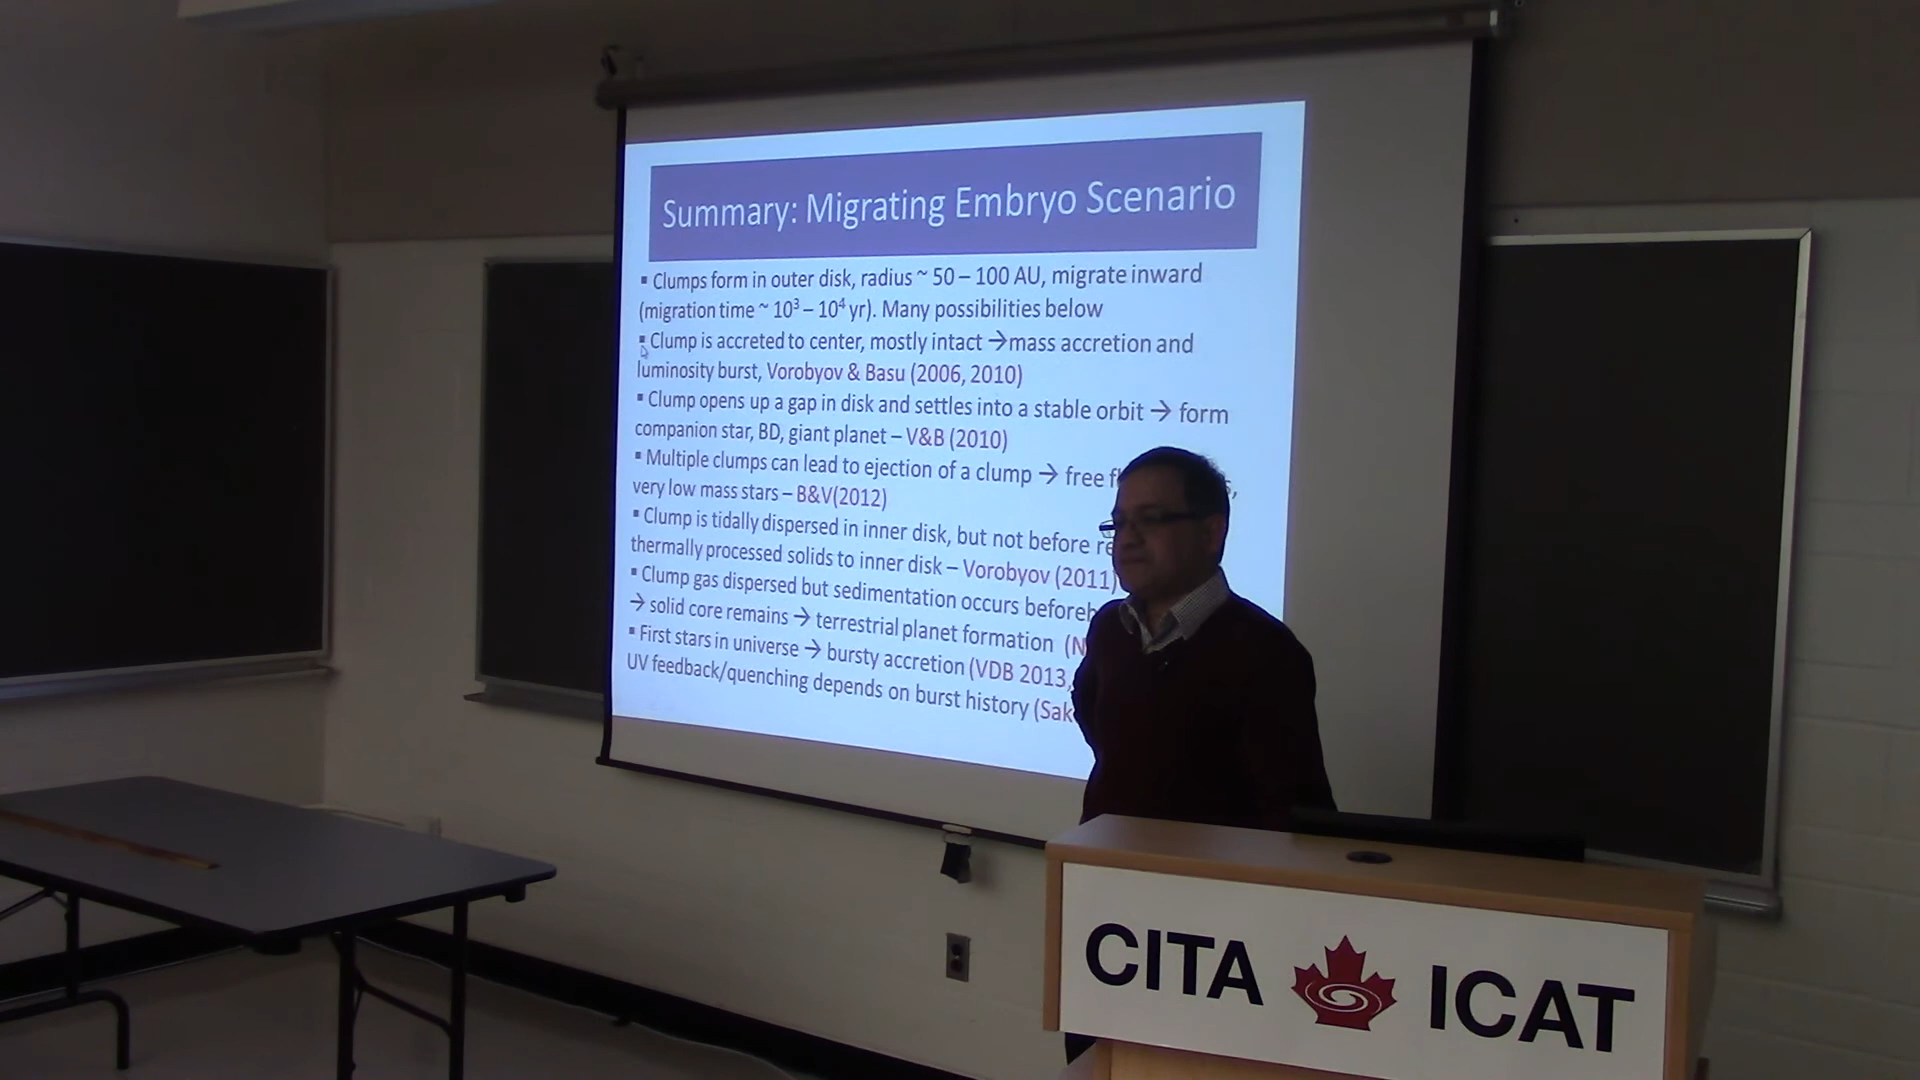 Summary: Migrating Embryo Scenario
▪ Clumps form in outer disk, radius ~ 50 – 100 AU, migrate inward
(migration time ~ 10³ – 10⁴ yr). Many possibilities below
▪ Clump is accreted to center, mostly intact → mass accretion and
luminosity burst, Vorobyov & Basu (2006, 2010)
▪ Clump opens up a gap in disk and settles into a stable orbit → form
companion star, BD, giant planet – V&B (2010)
▪ Multiple clumps can lead to ejection of a clump → free
very low mass stars – B&V(2012)
▪ Clump is tidally dispersed in inner disk, but not before
thermally processed solids to inner disk – Vorobyov (2011)
▪ Clump gas dispersed but sedimentation occurs
→ solid core remains → terrestrial planet formation
▪ First stars in universe → bursty accretion (VDB 2013,
UV feedback/quenching depends on burst history
CITA ICAT